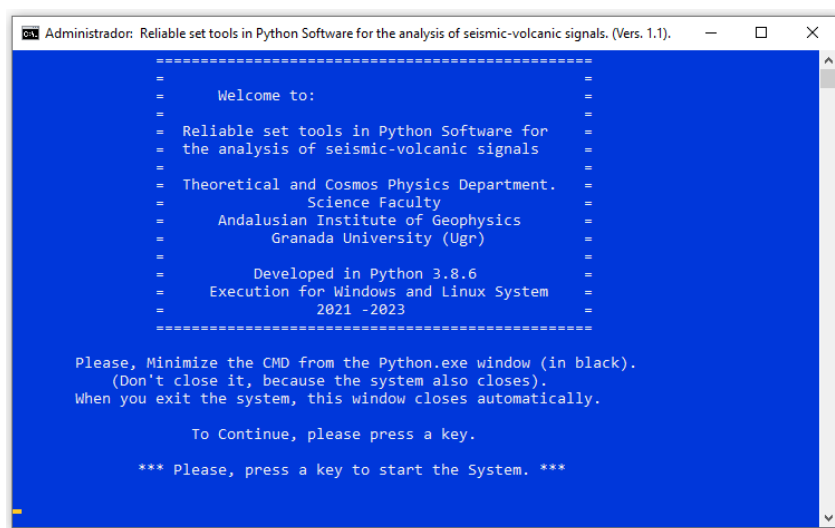 Administrador: Reliable set tools in Python Software for the analysis of seismic-volcanic signals. (Vers. 1.1).
=================================================
= =
= Welcome to: =
= =
= Reliable set tools in Python Software for =
= the analysis of seismic-volcanic signals =
= =
= Theoretical and Cosmos Physics Department. =
= Science Faculty =
= Andalusian Institute of Geophysics =
= Granada University (Ugr) =
= =
= Developed in Python 3.8.6 =
= Execution for Windows and Linux System =
= 2021 -2023 =
=================================================
Please, Minimize the CMD from the Python.exe window (in black).
(Don't close it, because the system also closes).
When you exit the system, this window closes automatically.
To Continue, please press a key.
*** Please, press a key to start the System. ***